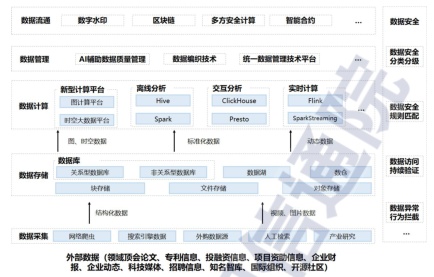 数据流通 数字水印 区块链 多方安全计算 智能合约 ... 数据安全
数据管理 AI辅助数据质量管理 数据编织技术 统一数据管理技术平台 ... 数据安全分类分级
数据计算
新型计算平台 离线分析 交互分析 实时计算
图计算平台 Hive ClickHouse Flink
时空大数据平台 Spark Presto SparkStreaming
...
数据安全
规则匹配
图、时空数据 标准化数据 动态数据
数据存储
数据库
关系型数据库 非关系型数据库 数据湖 数仓
块存储 文件存储 对象存储
数据访问
持续验证
结构化数据 视频、图片数据
数据异常
行为拦截
数据采集 网络爬虫 搜索引擎数据 外购数据源 人工检索 产业研究
...
外部数据（领域顶会论文、专利信息、投融资信息、项目资助信息、企业财
报、企业动态、科技媒体、招聘信息、知名智库、国际组织、开源社区）
信通院